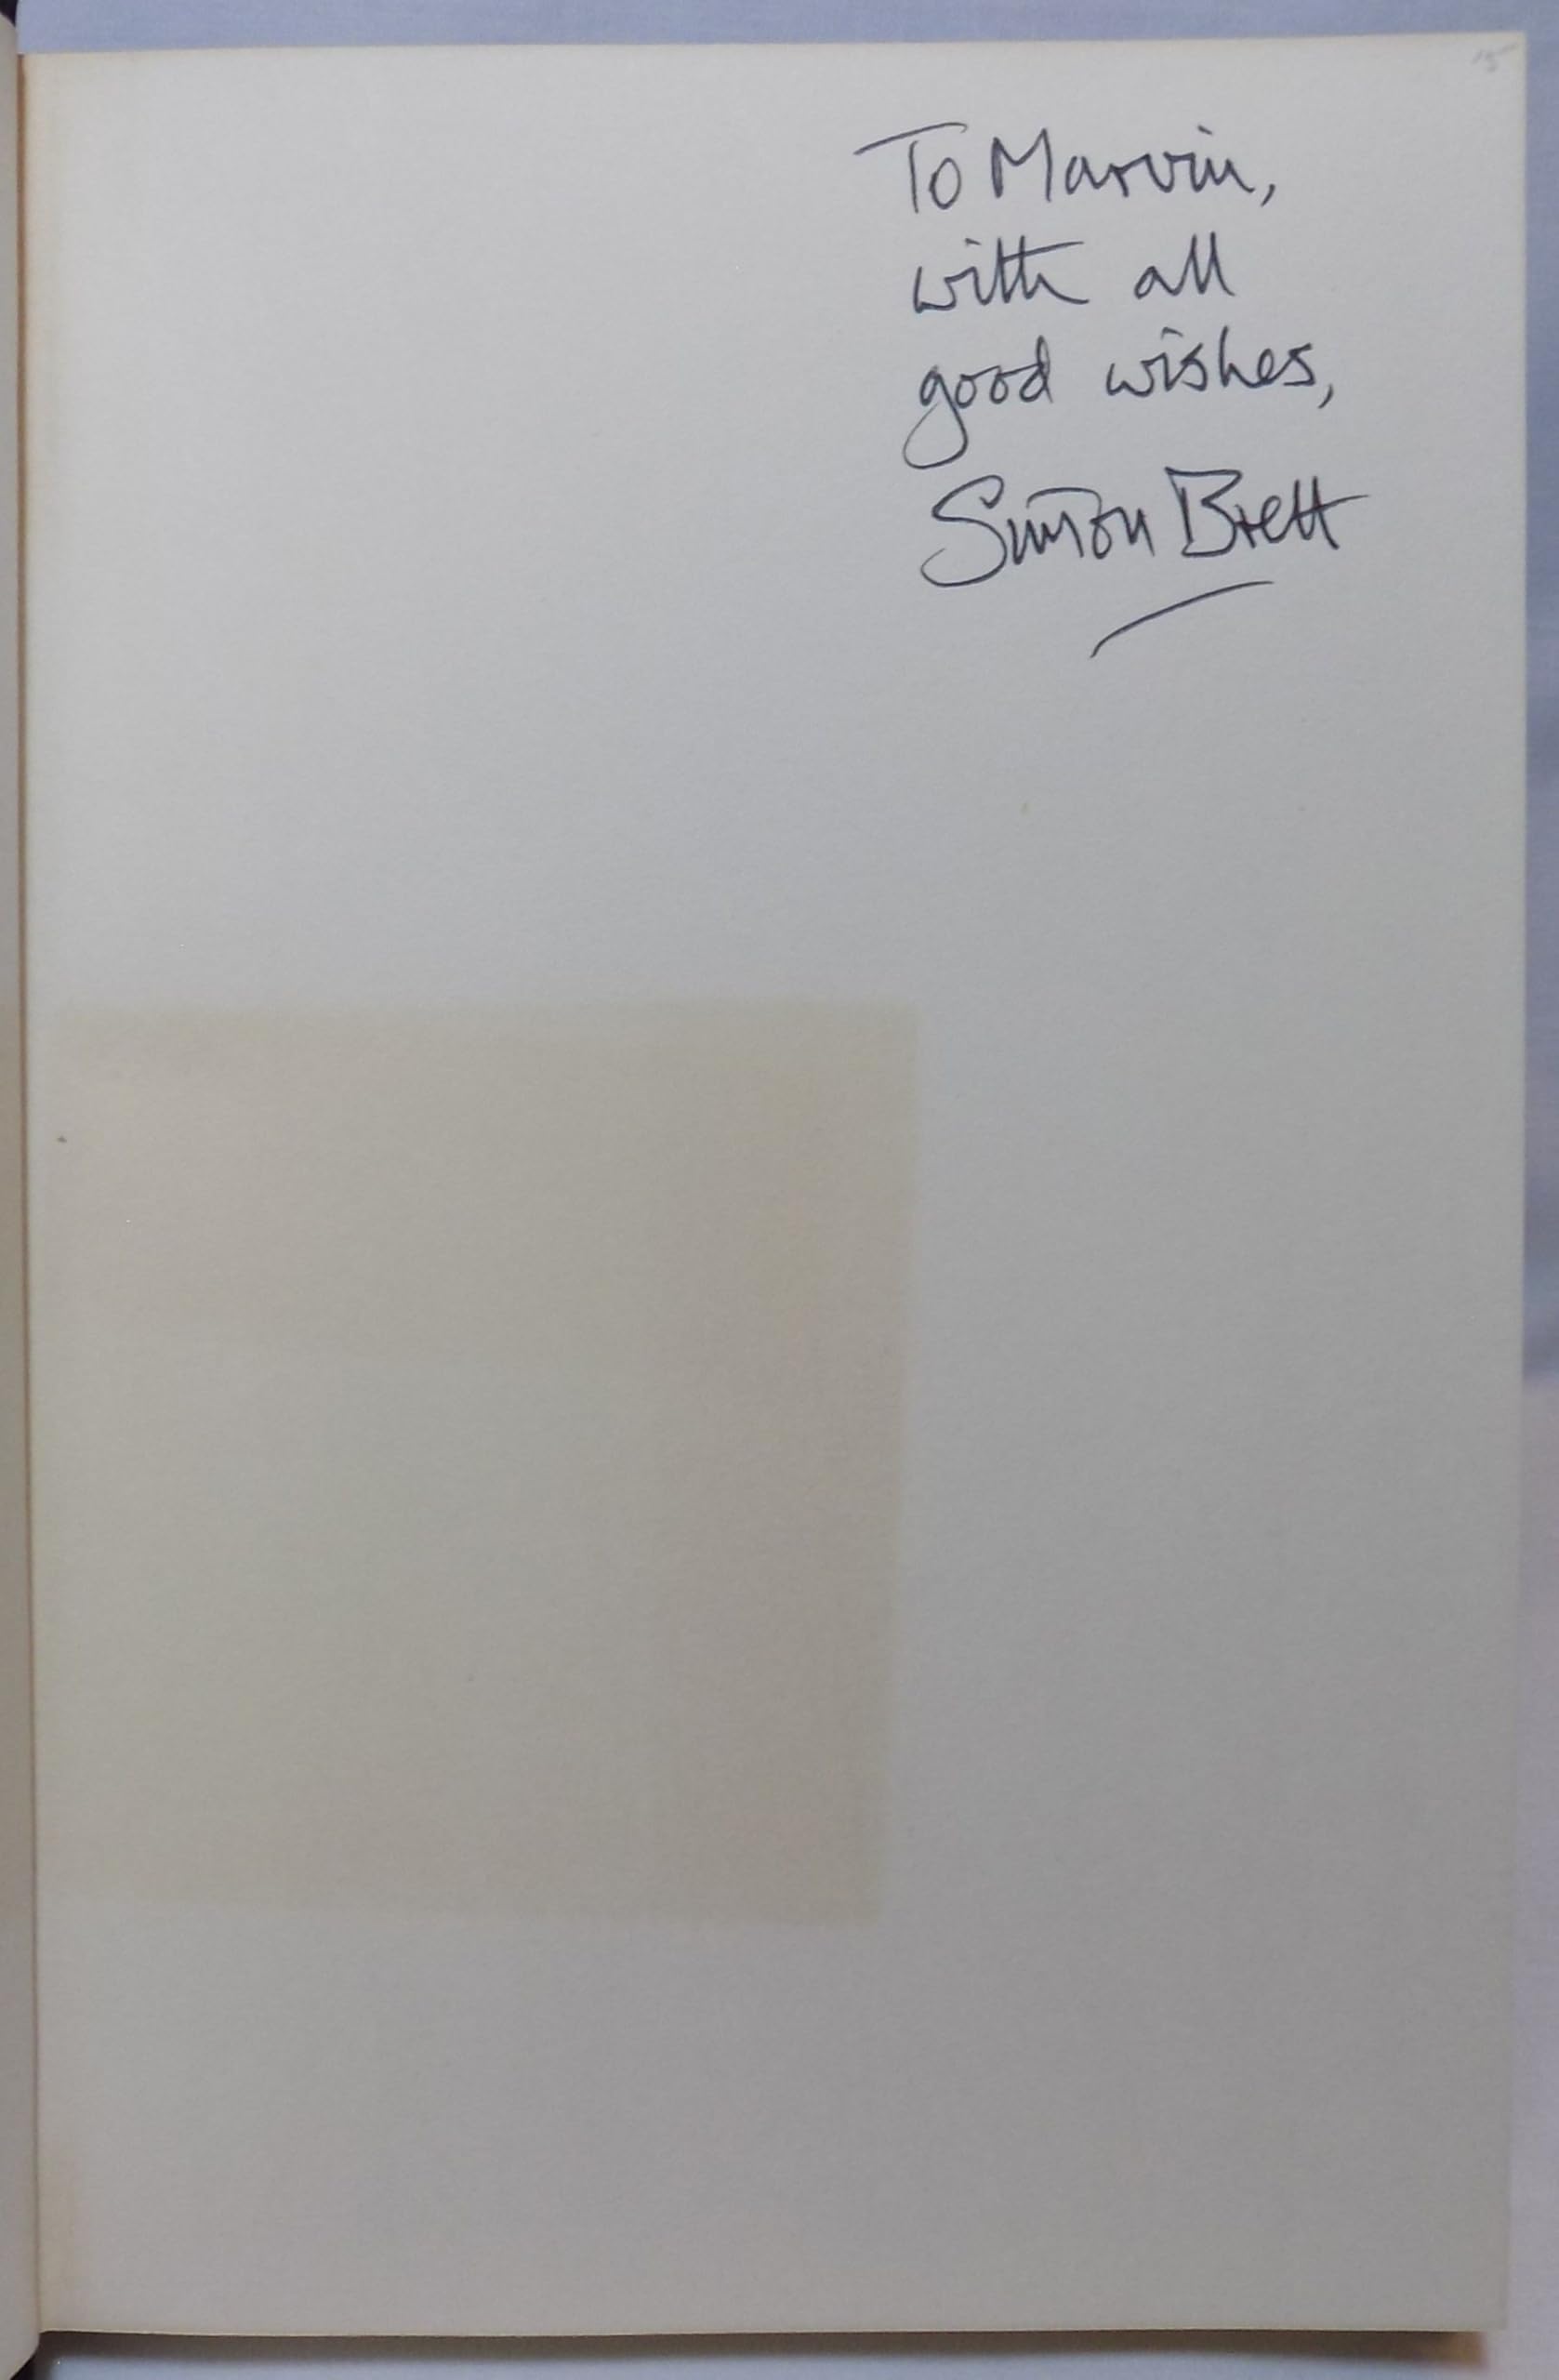 To Marvin,
with all
good wishes,
Simon Brett